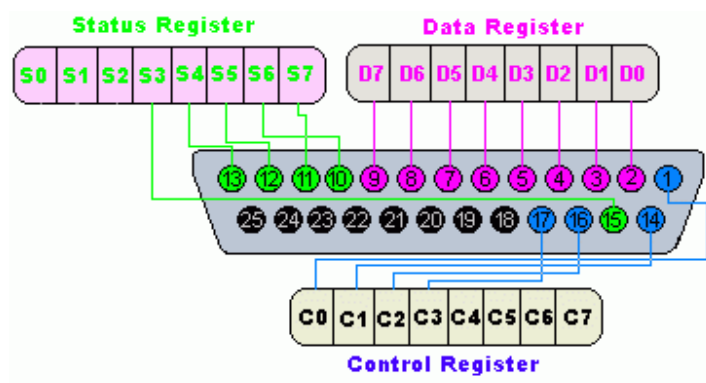 Status Register
Data Register
S0 S1 S2 S3 S4 S5 S6 S7
D7 D6 D5 D4 D3 D2 D1 D0
13 12 11 10 9 8 7 6 5 4 3 2 1
25 24 23 22 21 20 19 18 17 16 15 14
C0 C1 C2 C3 C4 C5 C6 C7
Control Register